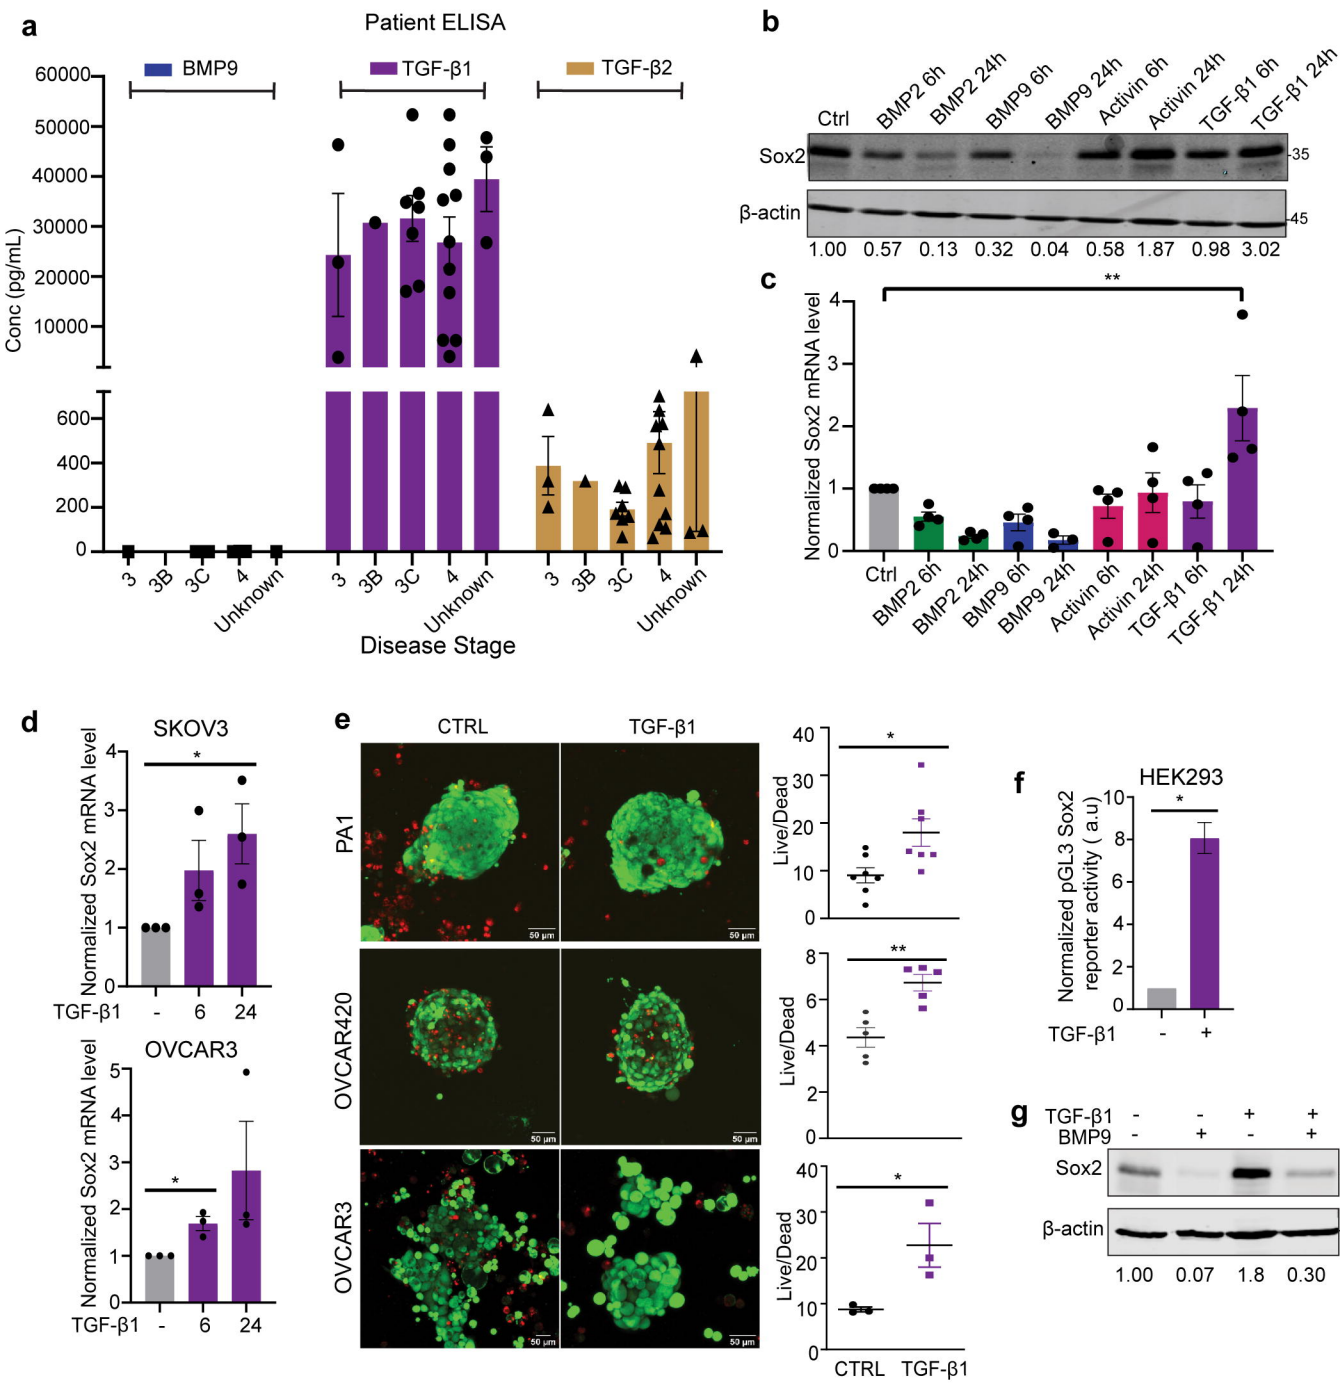 a
Patient ELISA
BMP9
TGF-β1
TGF-β2
Conc (pg/mL)
60000
50000
40000
30000
20000
10000
600
400
200
0
3 3B 3C 4 Unknown
3 3B 3C 4 Unknown
3 3B 3C 4 Unknown
Disease Stage
b
Ctrl BMP2 6h BMP2 24h BMP9 6h BMP9 24h Activin 6h Activin 24h TGF-β1 6h TGF-β1 24h
Sox2
-35
β-actin
-45
1.00 0.57 0.13 0.32 0.04 0.58 1.87 0.98 3.02
c
**
Normalized Sox2 mRNA level
4
3
2
1
0
Ctrl BMP2 6h BMP2 24h BMP9 6h BMP9 24h Activin 6h Activin 24h TGF-β1 6h TGF-β1 24h
d
SKOV3
Normalized Sox2 mRNA level
*
4
3
2
1
0
TGF-β1 - 6 24
OVCAR3
Normalized Sox2 mRNA level
*
5
4
3
2
1
0
TGF-β1 - 6 24
e
CTRL TGF-β1
PA1
50 µm
50 µm
Live/Dead
*
40
30
20
10
0
OVCAR420
50 µm
50 µm
Live/Dead
**
8
6
4
2
0
OVCAR3
50 µm
50 µm
Live/Dead
*
40
30
20
10
0
CTRL TGF-β1
f
HEK293
Normalized pGL3 Sox2
reporter activity ( a.u)
*
10
8
6
4
2
0
TGF-β1 - +
g
TGF-β1 - - + +
BMP9 - + - +
Sox2
β-actin
1.00 0.07 1.8 0.30